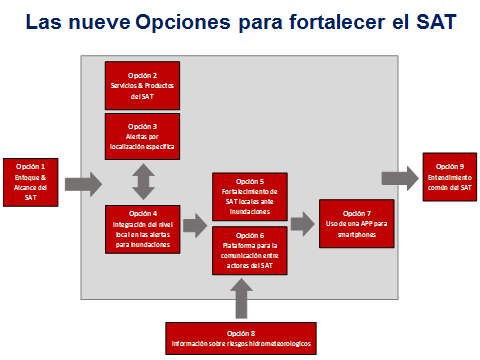 Las nueve Opciones para fortalecer el SAT
Opción 2
Servicios & Productos
del SAT
Opción 3
Alertas por
localización específica
Opción 1
Enfoque &
Alcance del
SAT
Opción 9
Entendimiento
común del SAT
Opción 5
Fortalecimiento de
SAT locales ante
Inundaciones
Opción 4
Integración del nivel
local en las alertas
para Inundaciones
Opción 6
Plataforma para la
comunicación entre
actores del SAT
Opción 7
Uso de una APP para
smartphones
Opción 8
Información sobre riesgos hidrometeorologicos